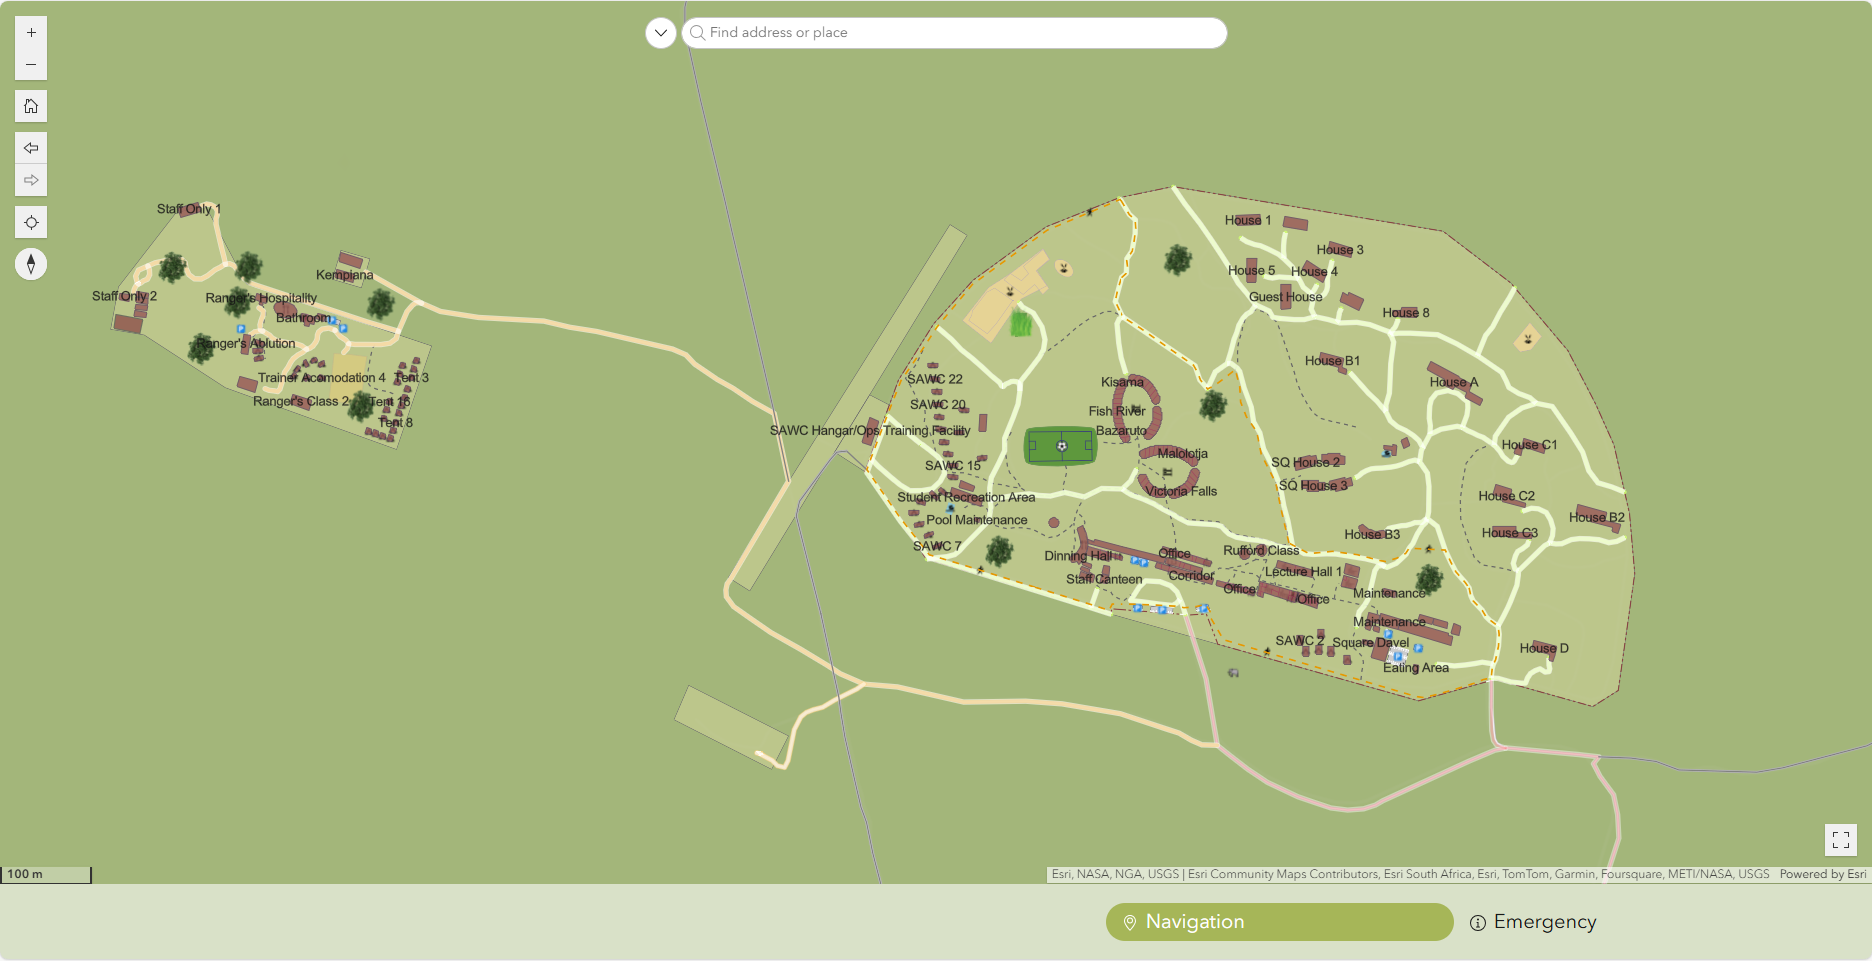 Find address or place
Staff Only 1
Kempiana
Staff Only 2
Ranger's Hospitality
Bathroom
Ranger's Ablution
Trainer Acomodation 4
Tent 3
Ranger's Class 2
Tent 16
Tent 8
House 1
House 3
House 5
House 4
Guest House
House 8
House B1
SAWC 22
Kisama
House A
SAWC 20
Fish River
SAWC Hangar/Ops Training Facility
Bazaruto
House C1
Malolotja
SAWC 15
SQ House 2
SQ House 3
Victoria Falls
House C2
Student Recreation Area
Pool Maintenance
House B2
House B3
House C3
SAWC 7
Dinning Hall
Office
Rufford Class
Staff Canteen
Corridor
Lecture Hall 1
Office
Office
Maintenance
Maintenance
SAWC 2
Square Davel
House D
Eating Area
100 m
Esri, NASA, NGA, USGS | Esri Community Maps Contributors, Esri South Africa, Esri, TomTom, Garmin, Foursquare, METI/NASA, USGS
Powered by Esri
Navigation
Emergency